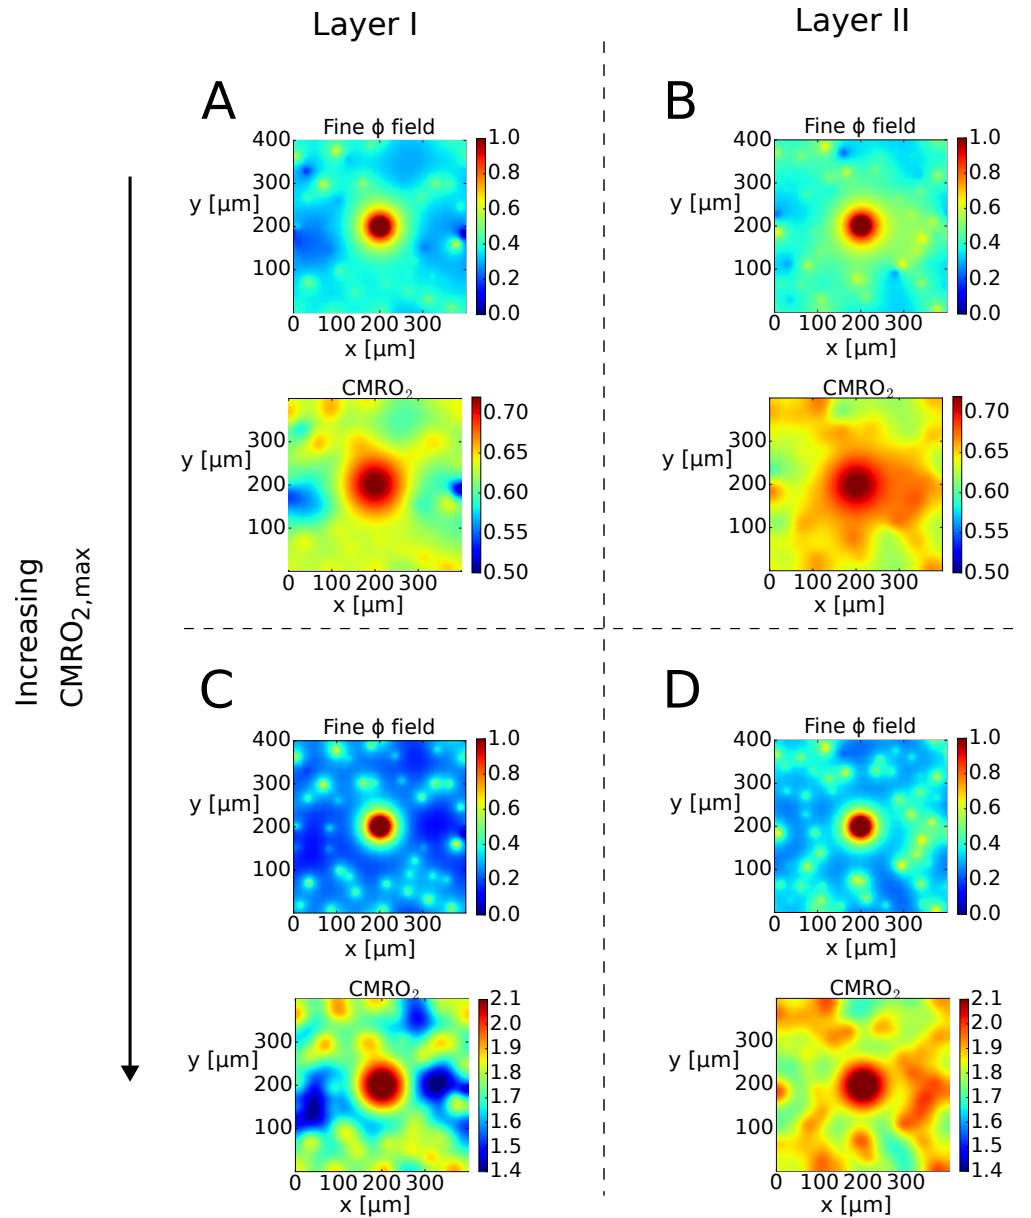 Layer I
Layer II
Increasing
CMRO2,max
A
Fine ϕ field
400
300
200
100
y [μm]
0 100 200 300
x [μm]
1.0
0.8
0.6
0.4
0.2
0.0
CMRO2
300
200
100
y [μm]
0 100 200 300
x [μm]
0.70
0.65
0.60
0.55
0.50
B
Fine ϕ field
400
300
200
100
y [μm]
0 100 200 300
x [μm]
1.0
0.8
0.6
0.4
0.2
0.0
CMRO2
300
200
100
y [μm]
0 100 200 300
x [μm]
0.70
0.65
0.60
0.55
0.50
C
Fine ϕ field
400
300
200
100
y [μm]
0 100 200 300
x [μm]
1.0
0.8
0.6
0.4
0.2
0.0
CMRO2
300
200
100
y [μm]
0 100 200 300
x [μm]
2.1
2.0
1.9
1.8
1.7
1.6
1.5
1.4
D
Fine ϕ field
400
300
200
100
y [μm]
0 100 200 300
x [μm]
1.0
0.8
0.6
0.4
0.2
0.0
CMRO2
300
200
100
y [μm]
0 100 200 300
x [μm]
2.1
2.0
1.9
1.8
1.7
1.6
1.5
1.4